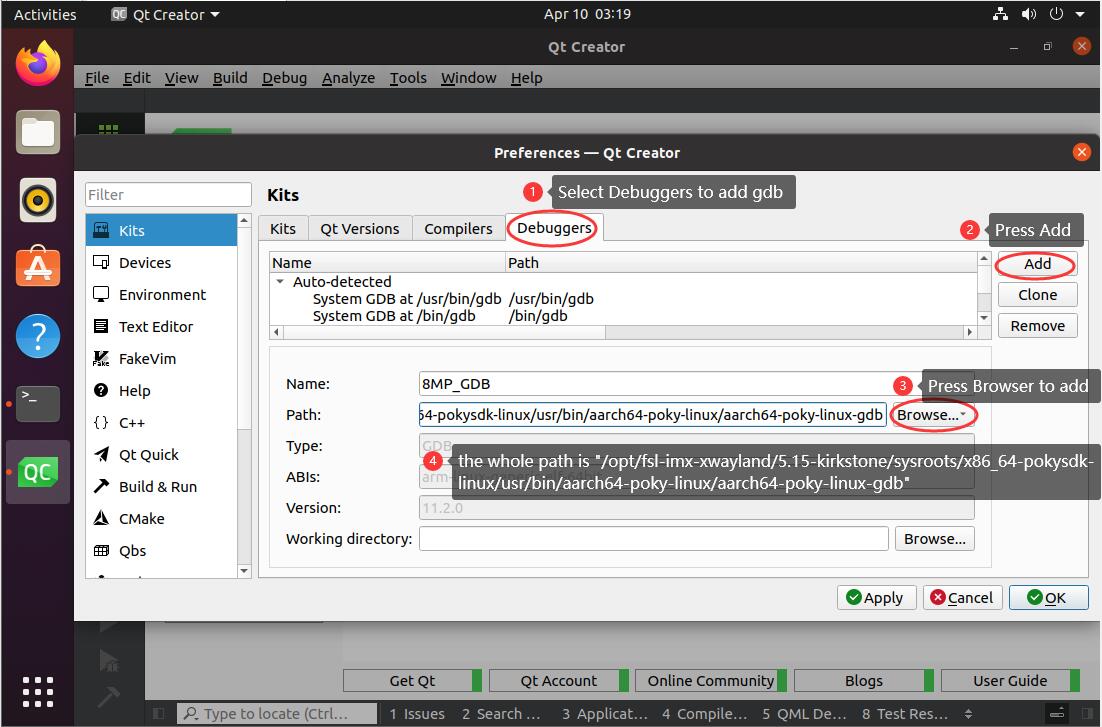 Activities
QC Qt Creator
Apr 10 03:19
Qt Creator
File Edit View Build Debug Analyze Tools Window Help
Preferences — Qt Creator
Filter
Kits
Devices
Environment
Text Editor
FakeVim
Help
C++
Qt Quick
Build & Run
CMake
Qbs
Kits
1 Select Debuggers to add gdb
Kits Qt Versions Compilers Debuggers
2 Press Add
Name Path
Auto-detected
System GDB at /usr/bin/gdb /usr/bin/gdb
System GDB at /bin/gdb /bin/gdb
Add
Clone
Remove
Name: 8MP_GDB
3 Press Browser to add
Path: 64-pokysdk-linux/usr/bin/aarch64-poky-linux/aarch64-poky-linux-gdb Browse...
Type: GDB
4 the whole path is "/opt/fsl-imx-xwayland/5.15-kirkstone/sysroots/x86_64-pokysdk-
linux/usr/bin/aarch64-poky-linux/aarch64-poky-linux-gdb"
ABIs:
Version: 11.2.0
Working directory: Browse...
Apply Cancel OK
Get Qt Qt Account Online Community Blogs User Guide
Type to locate (Ctrl... 1 Issues 2 Search ... 3 Applicat... 4 Compile... 5 QML De... 8 Test Res...
QC